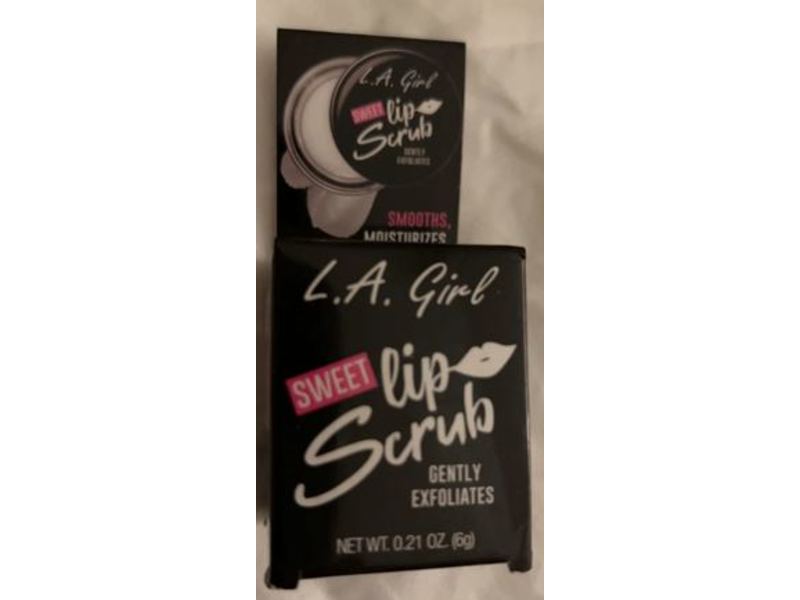 L.A. Girl
SWEET lip
Scrub
GENTLY
EXFOLIATES
SMOOTHS,
MOISTURIZES
L.A. Girl
SWEET lip
Scrub
GENTLY
EXFOLIATES
NET WT. 0.21 OZ. (6g)